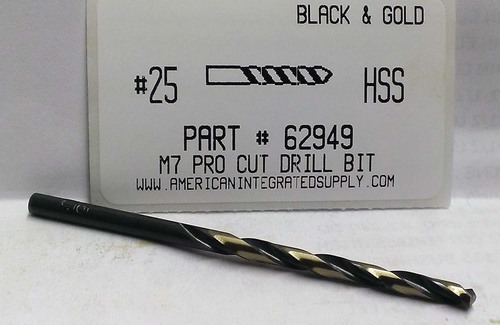 BLACK & GOLD
#25 HSS
PART # 62949
M7 PRO CUT DRILL BIT
WWW.AMERICANINTEGRATEDSUPPLY.COM